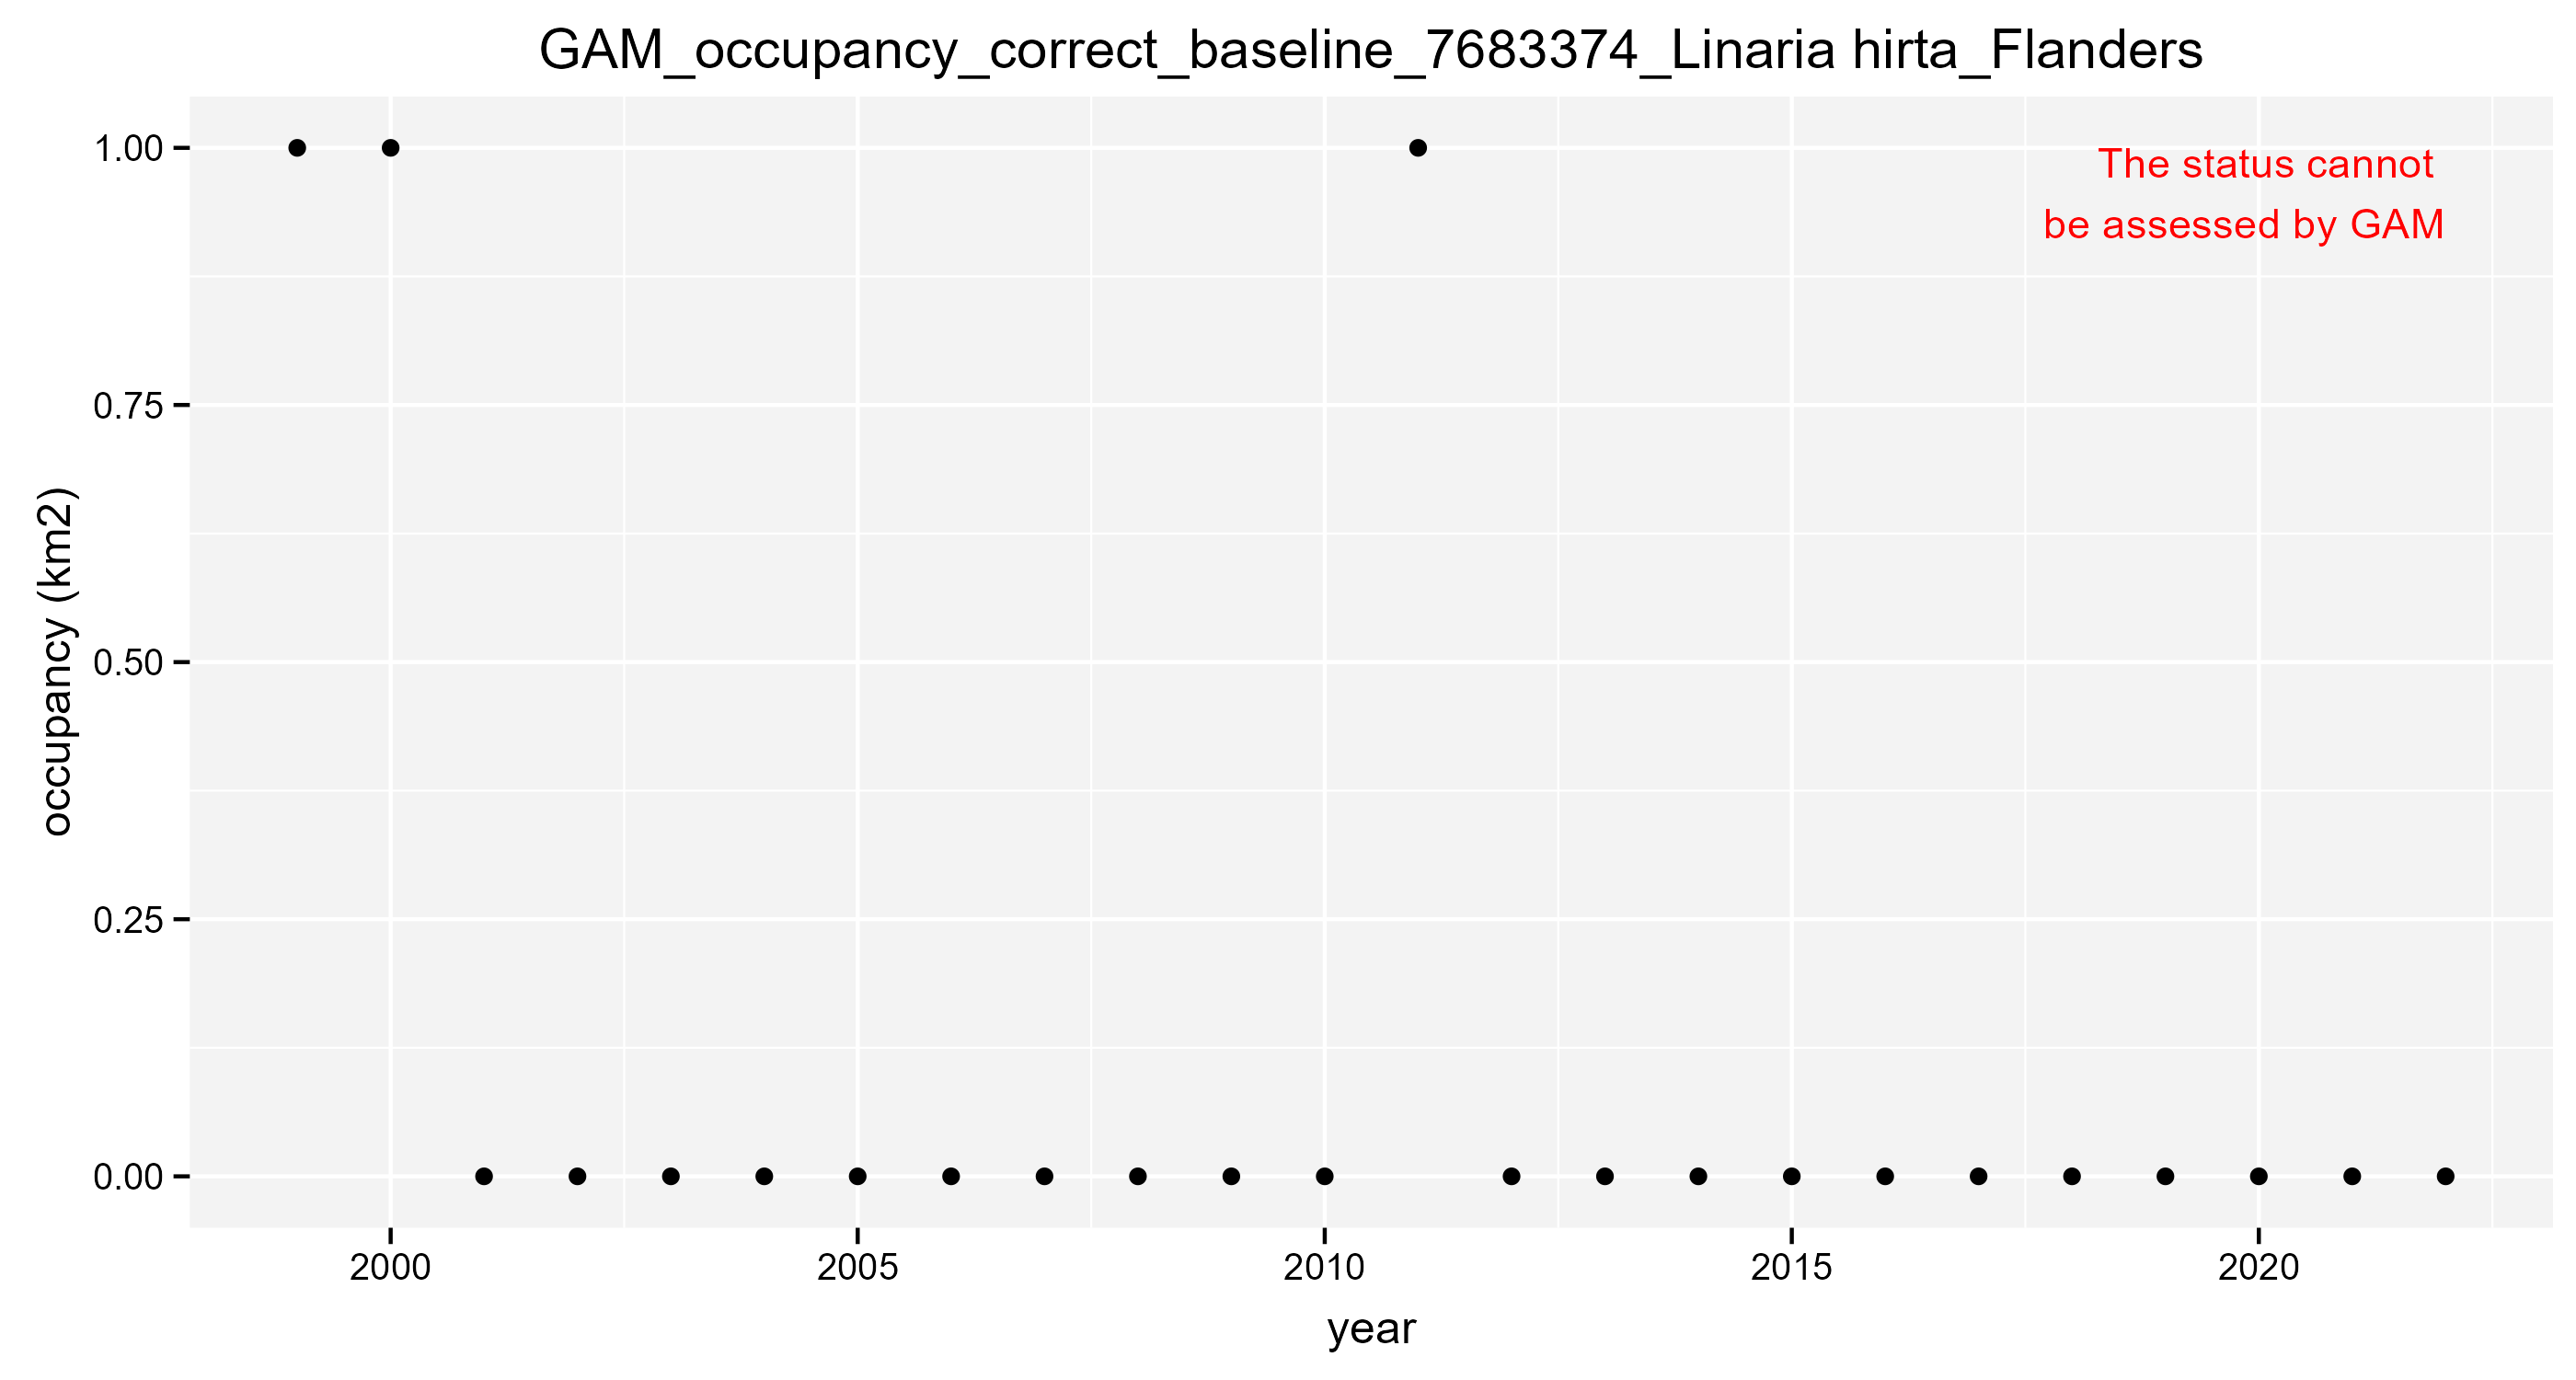 GAM_occupancy_correct_baseline_7683374_Linaria hirta_Flanders
The status cannot
be assessed by GAM
occupancy (km2)
1.00
0.75
0.50
0.25
0.00
2000 2005 2010 2015 2020
year